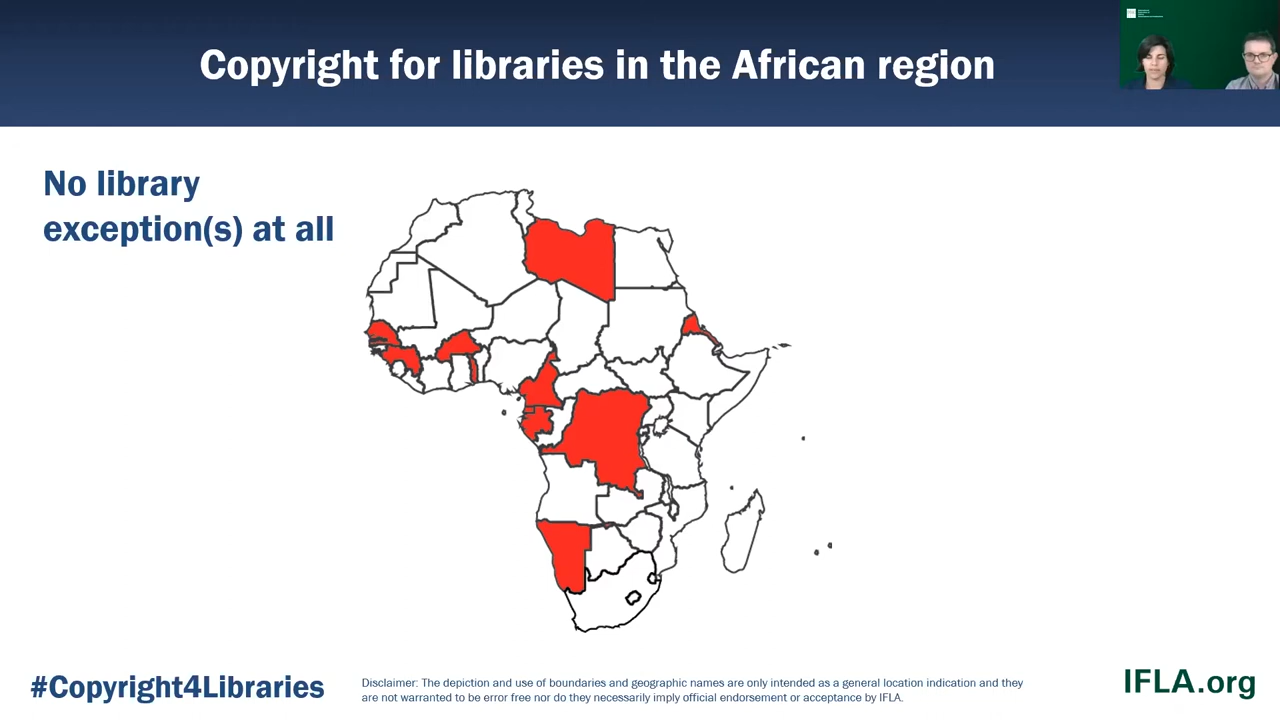 Copyright for libraries in the African region
No library
exception(s) at all
#Copyright4Libraries
Disclaimer: The depiction and use of boundaries and geographic names are only intended as a general location indication and they
are not warranted to be error free nor do they necessarily imply official endorsement or acceptance by IFLA.
IFLA.org